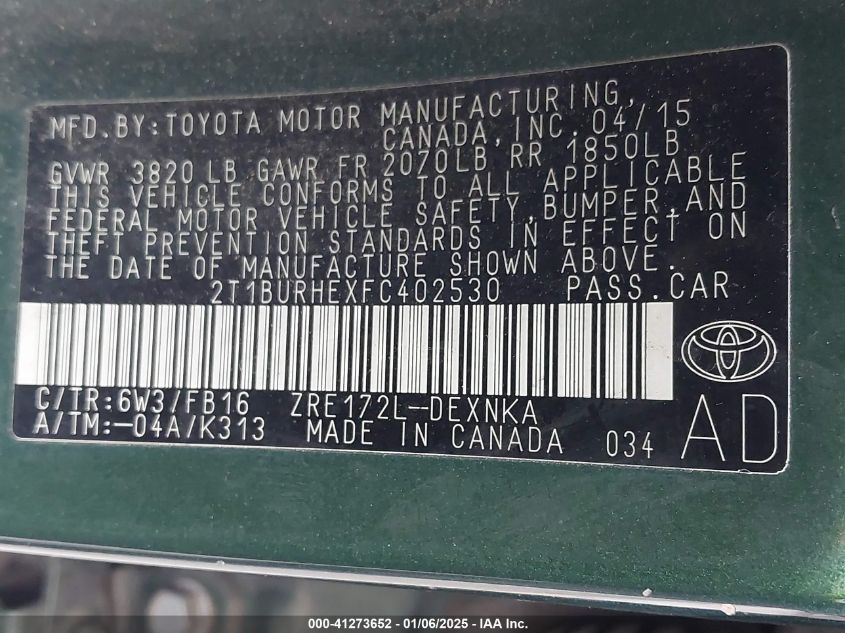 MFD. BY: TOYOTA MOTOR MANUFACTURING,
CANADA, INC. 04/15
GVWR 3820 LB GAWR FR 2070LB RR 1850LB
THIS VEHICLE CONFORMS TO ALL APPLICABLE
FEDERAL MOTOR VEHICLE SAFETY, BUMPER, AND
THEFT PREVENTION STANDARDS IN EFFECT ON
THE DATE OF MANUFACTURE SHOWN ABOVE.
2T1BURHEXFC402530 PASS. CAR
C/TR: 6W3/FB16 ZRE172L-DEXNKA
A/TM: -04A/K313 MADE IN CANADA 034 AD
000-41273652 - 01/06/2025 - IAA Inc.